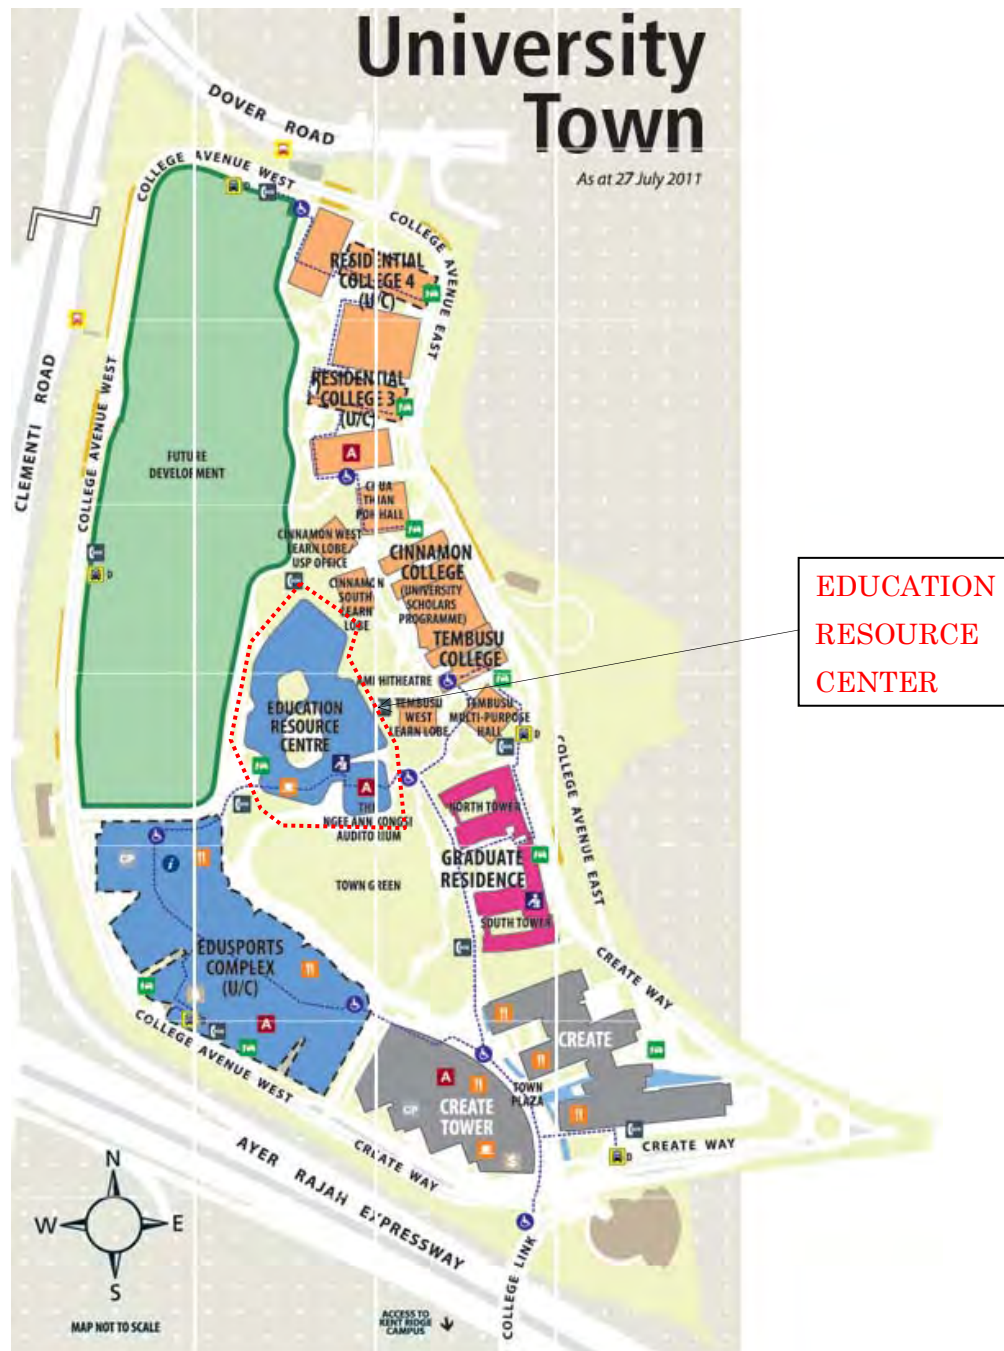 University
Town
As at 27 July 2011
DOVER ROAD
COLLEGE AVENUE WEST
COLLEGE AVENUE EAST
D
RESIDENTIAL
COLLEGE 4
(U/C)
CLEMENTI ROAD
COLLEGE AVENUE WEST
RESIDENTIAL
COLLEGE 3
(U/C)
A
FUTURE
DEVELOPMENT
THIAN
POH HALL
CINNAMON WEST
LEARN LOBE/
USP OFFICE
CINNAMON
COLLEGE
(UNIVERSITY
SCHOLARS
PROGRAMME)
CINNAMON
SOUTH
LEARN
LOBE
D
EDUCATION
RESOURCE
CENTER
TEMBUSU
COLLEGE
AMPHITHEATRE
EDUCATION
RESOURCE
CENTRE
TEMBUSU
WEST
LEARN LOBE
TEMBUSU
MULTI-PURPOSE
HALL
D
COLLEGE AVENUE EAST
A
NGEE ANN KONGSI
AUDITORIUM
NORTH TOWER
GRADUATE
RESIDENCE
SOUTH TOWER
TOWN GREEN
CP
i
EDUSPORTS
COMPLEX
(U/C)
A
COLLEGE AVENUE WEST
CREATE WAY
CREATE
TOWN
PLAZA
A
CP
CREATE
TOWER
S
CREATE WAY
D
CREATE WAY
AYER RAJAH EXPRESSWAY
COLLEGE LINK
N
W
E
S
MAP NOT TO SCALE
ACCESS TO
KENT RIDGE
CAMPUS